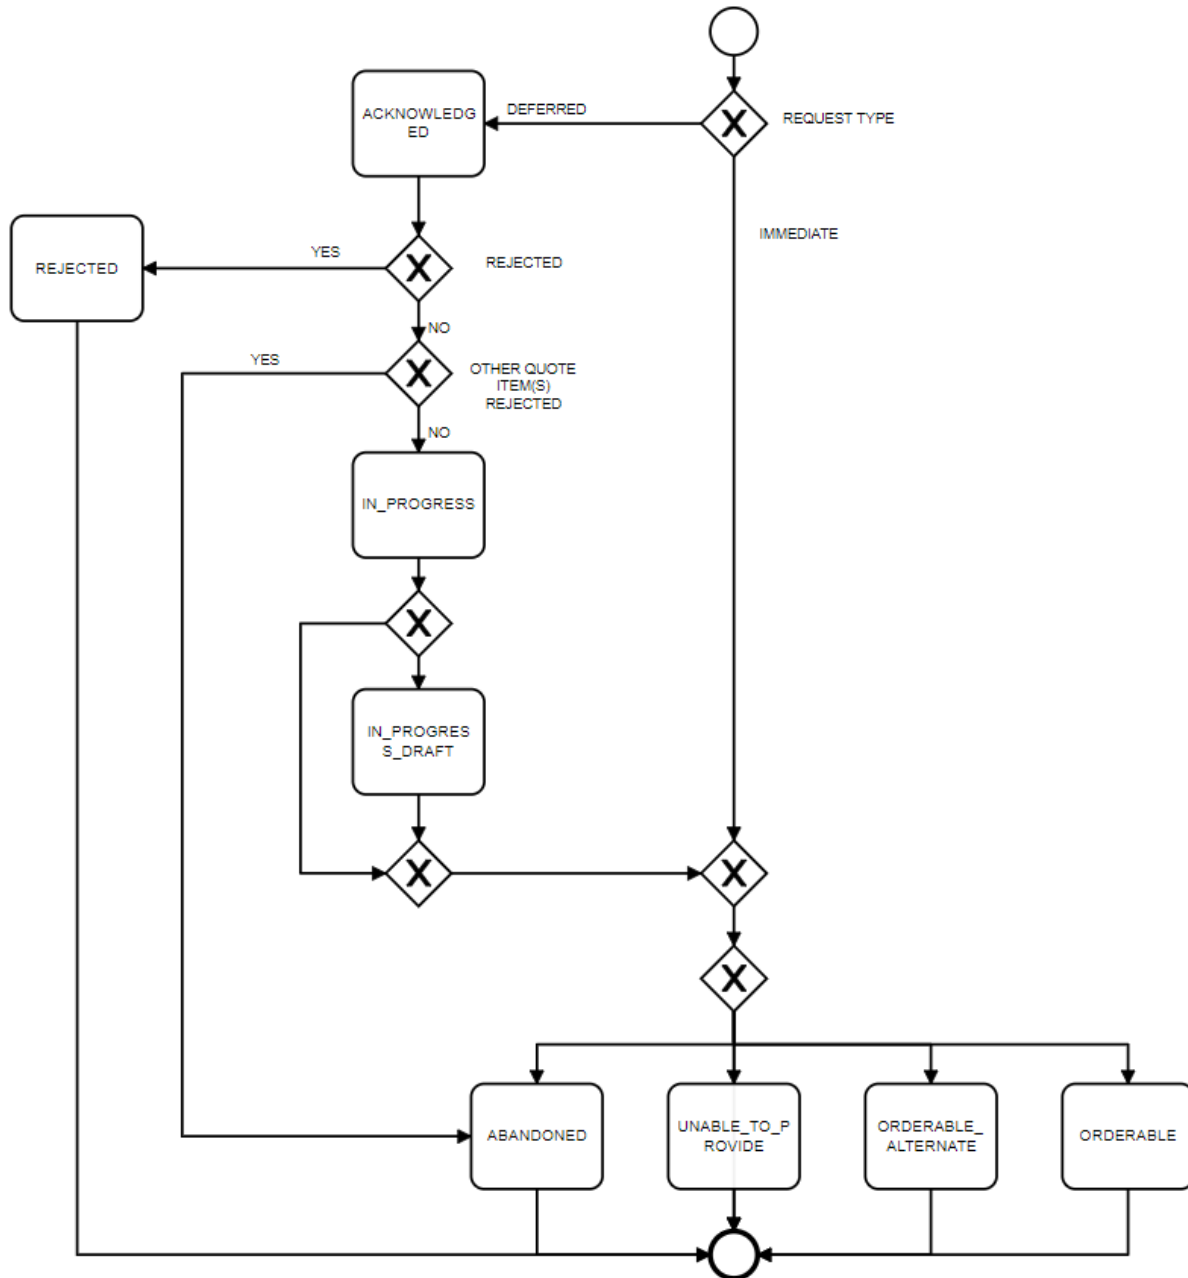 ACKNOWLEDG
ED
DEFERRED
REQUEST TYPE
IMMEDIATE
REJECTED
YES
REJECTED
NO
YES
OTHER QUOTE
ITEM(S)
REJECTED
NO
IN_PROGRESS
IN_PROGRES
S_DRAFT
ABANDONED
UNABLE_TO_P
ROVIDE
ORDERABLE_
ALTERNATE
ORDERABLE